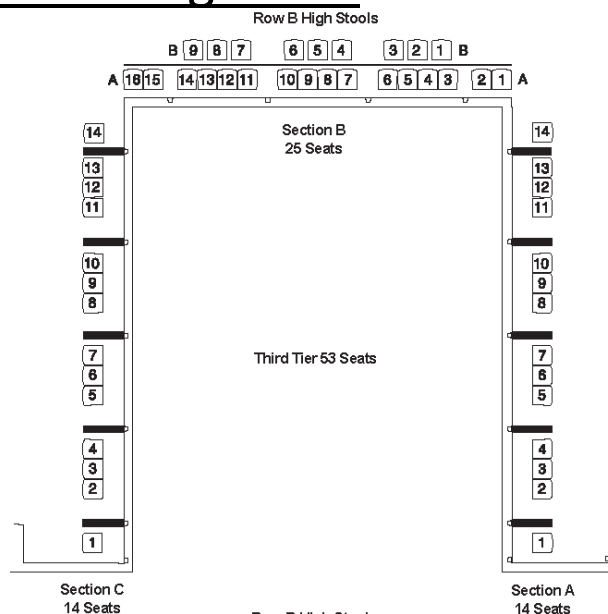 Row B High Stools
B 9 8 7 6 5 4 3 2 1 B
A 16 15 14 13 12 11 10 9 8 7 6 5 4 3 2 1 A
Section B
25 Seats
14 14
13 13
12 12
11 11
10 10
9 9
8 8
Third Tier 53 Seats
7 7
6 6
5 5
4 4
3 3
2 2
1 1
Section C
14 Seats
Section A
14 Seats
Row B High Stools